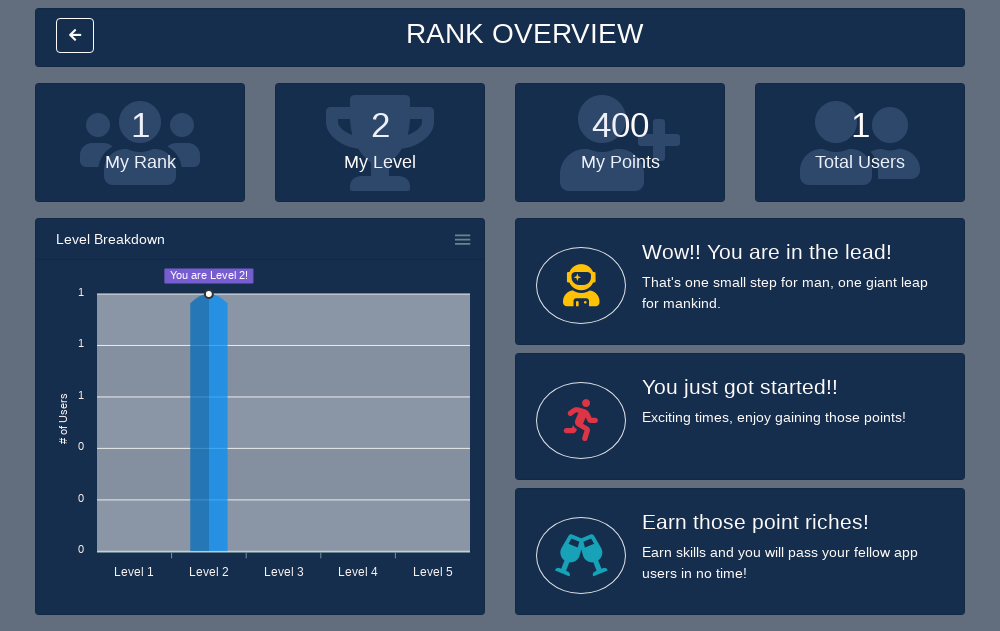 RANK OVERVIEW
1
My Rank
2
My Level
400
My Points
1
Total Users
Level Breakdown
You are Level 2!
1
1
1
0
0
0
# of Users
Level 1
Level 2
Level 3
Level 4
Level 5
Wow!! You are in the lead!
That's one small step for man, one giant leap
for mankind.
You just got started!!
Exciting times, enjoy gaining those points!
Earn those point riches!
Earn skills and you will pass your fellow app
users in no time!